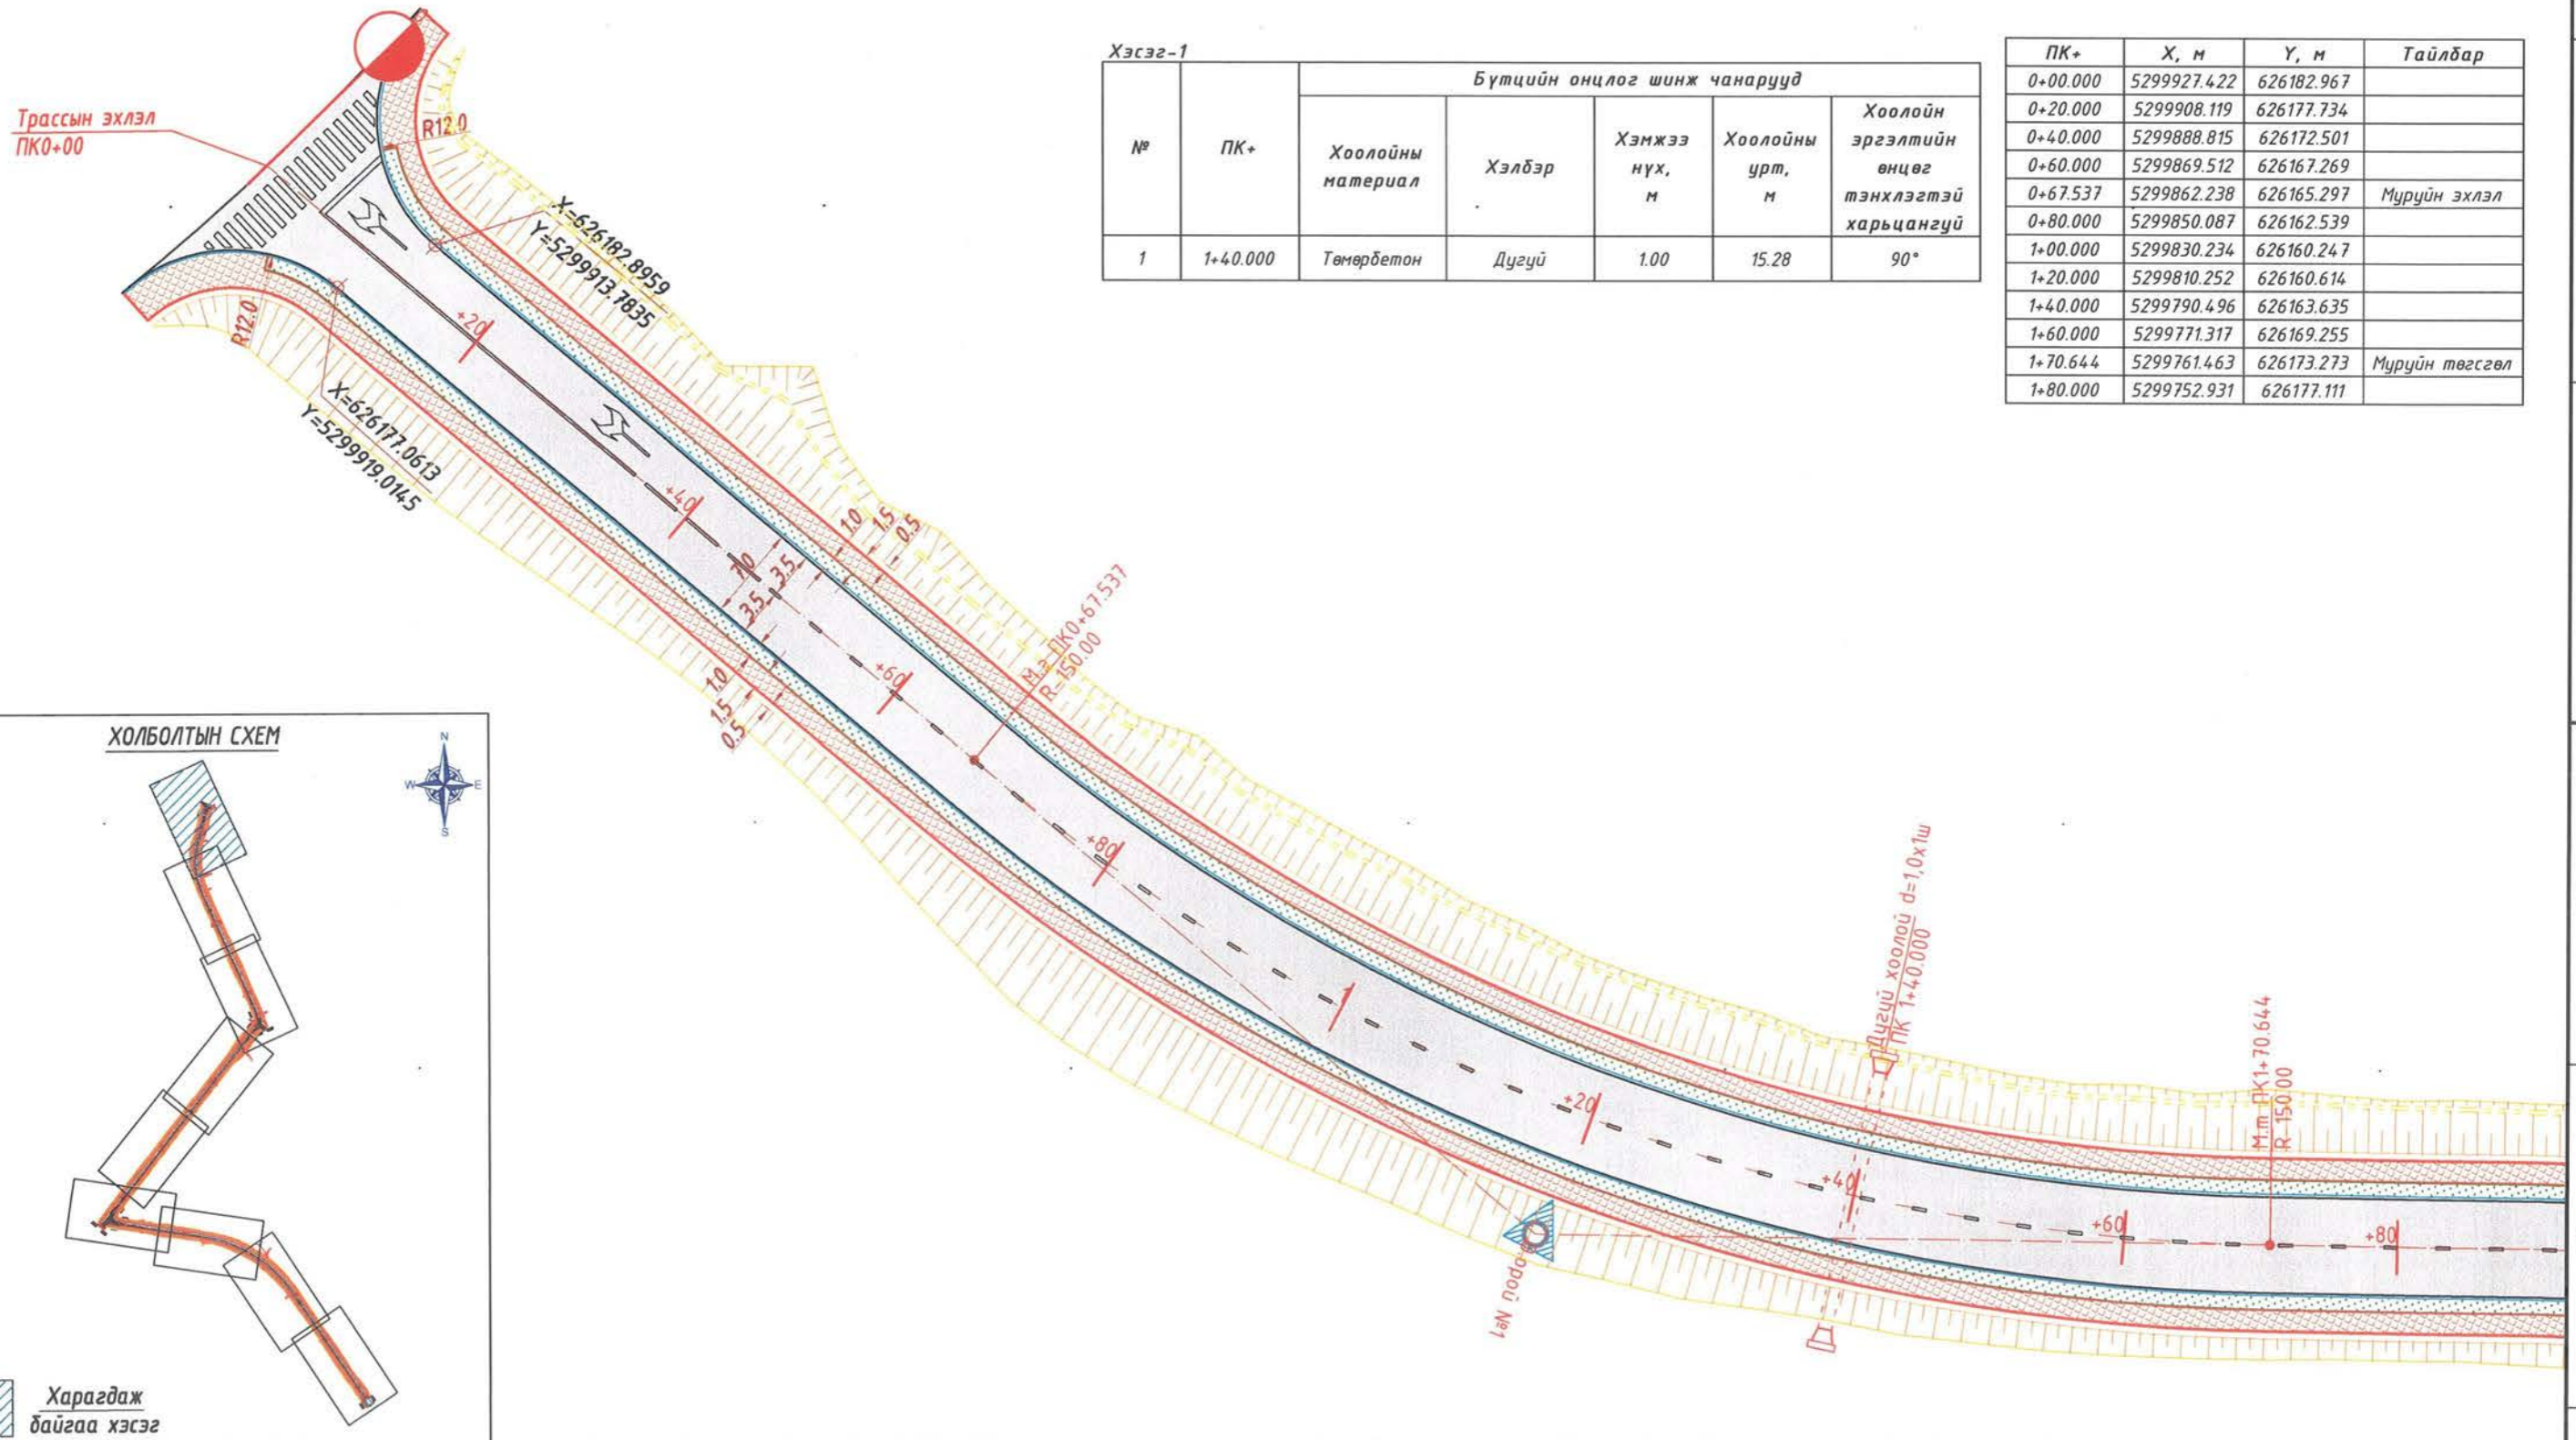 Хэсэг-1
№
ПК+
Бүтцийн онцлог шинж чанарууд
Хоолойны
материал
Хэлбэр
Хэмжээ
нүх,
м
Хоолойны
урт,
м
Хоолойн
эргэлтийн
өнцөг
тэнхлэгтэй
харьцангуй
1 1+40.000 Төмөрбетон Дугуй 1.00 15.28 90°
ПК+ X, м Y, м Тайлбар
0+00.000 5299927.422 626182.967
0+20.000 5299908.119 626177.734
0+40.000 5299888.815 626172.501
0+60.000 5299869.512 626167.269
0+67.537 5299862.238 626165.297 Муруйн эхлэл
0+80.000 5299850.087 626162.539
1+00.000 5299830.234 626160.247
1+20.000 5299810.252 626160.614
1+40.000 5299790.496 626163.635
1+60.000 5299771.317 626169.255
1+70.644 5299761.463 626173.273 Муруйн төгсгөл
1+80.000 5299752.931 626177.111
Трассын эхлэл
ПК0+00
R12.0
X=626182.8959
Y=5299913.7835
R12.0
X=626177.0613
Y=5299919.0145
+20
+40
1.0
1.5
0.5
7.0
3.5
3.5
1.0
1.5
0.5
+60
М.э ПК0+67.537
R-150.00
+80
1
+20
Дугуй хоолой d=1,0x1ш
ПК 1+40.000
+40
+60
М.т ПК1+70.644
R-150.00
+80
орой №1
ХОЛБОЛТЫН СХЕМ
N
W
E
S
Харагдаж
байгаа хэсэг